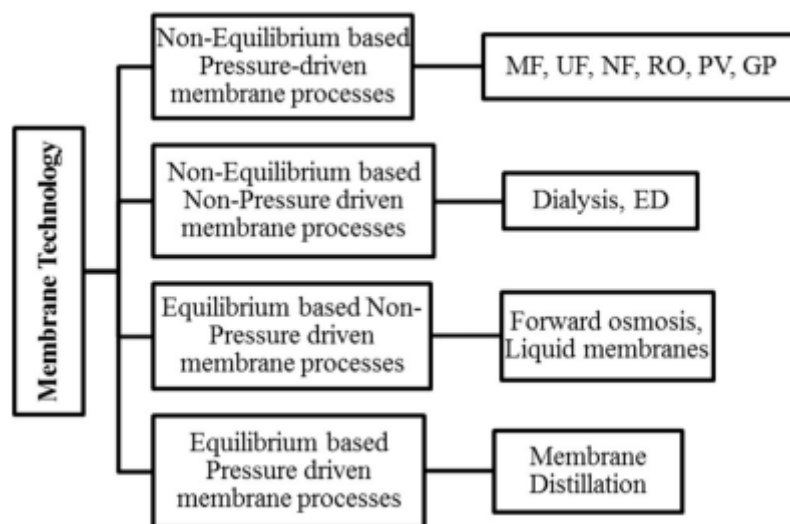 Membrane Technology
Non-Equilibrium based
Pressure-driven
membrane processes
MF, UF, NF, RO, PV, GP
Non-Equilibrium based
Non-Pressure driven
membrane processes
Dialysis, ED
Equilibrium based Non-
Pressure driven
membrane processes
Forward osmosis,
Liquid membranes
Equilibrium based
Pressure driven
membrane processes
Membrane
Distillation